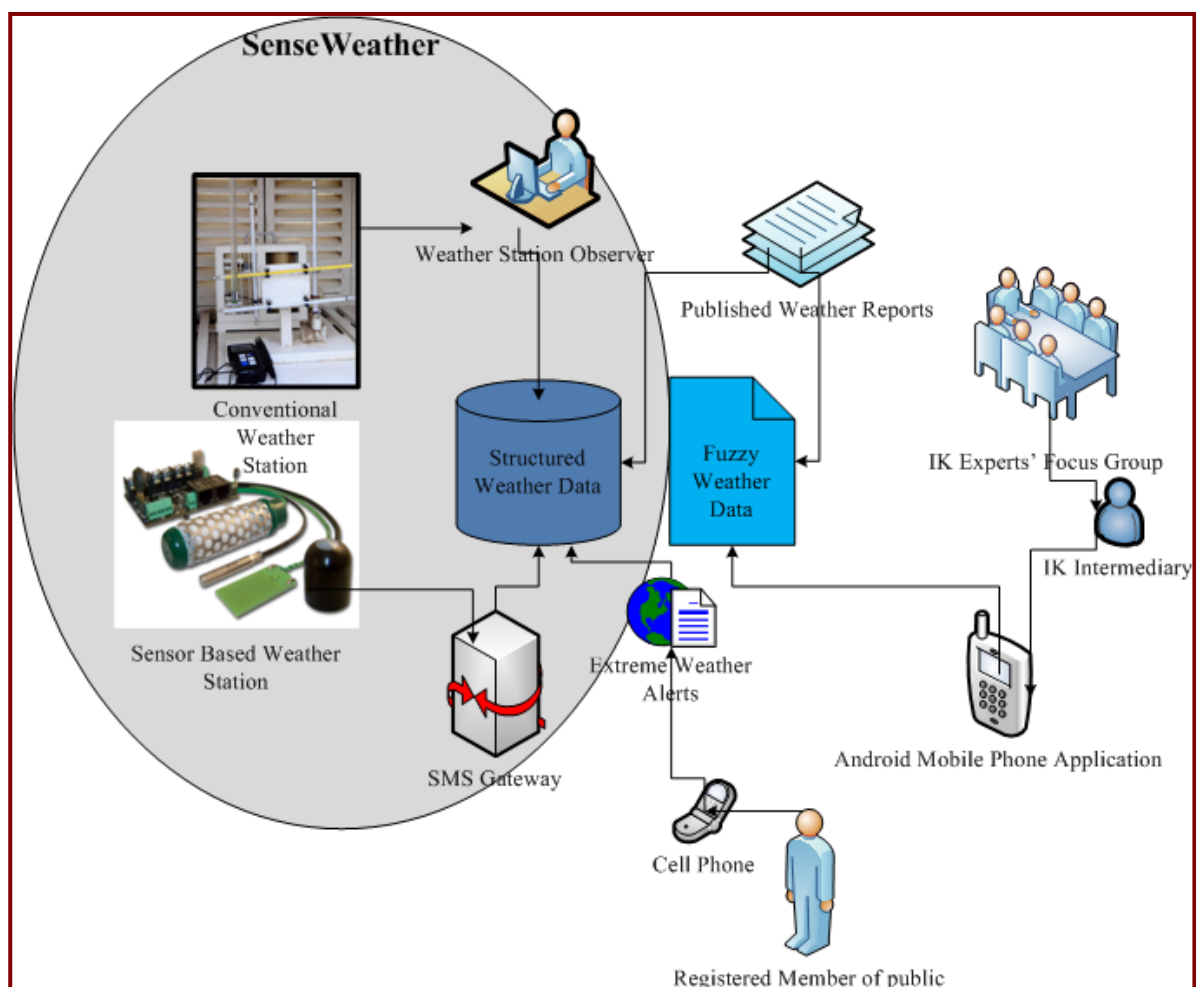 SenseWeather
Weather Station Observer
Published Weather Reports
Conventional
Weather
Station
Structured
Weather Data
Fuzzy
Weather
Data
IK Experts' Focus Group
IK Intermediary
Sensor Based Weather
Station
Extreme Weather
Alerts
SMS Gateway
Android Mobile Phone Application
Cell Phone
Registered Member of public